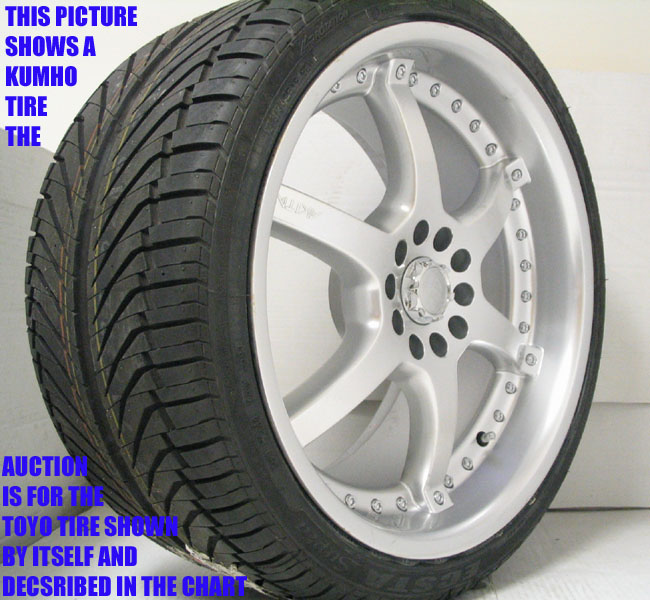 THIS PICTURE
SHOWS A
KUMHO
TIRE
THE
AUCTION
IS FOR THE
TOYO TIRE SHOWN
BY ITSELF AND
DECSRIBED IN THE CHART